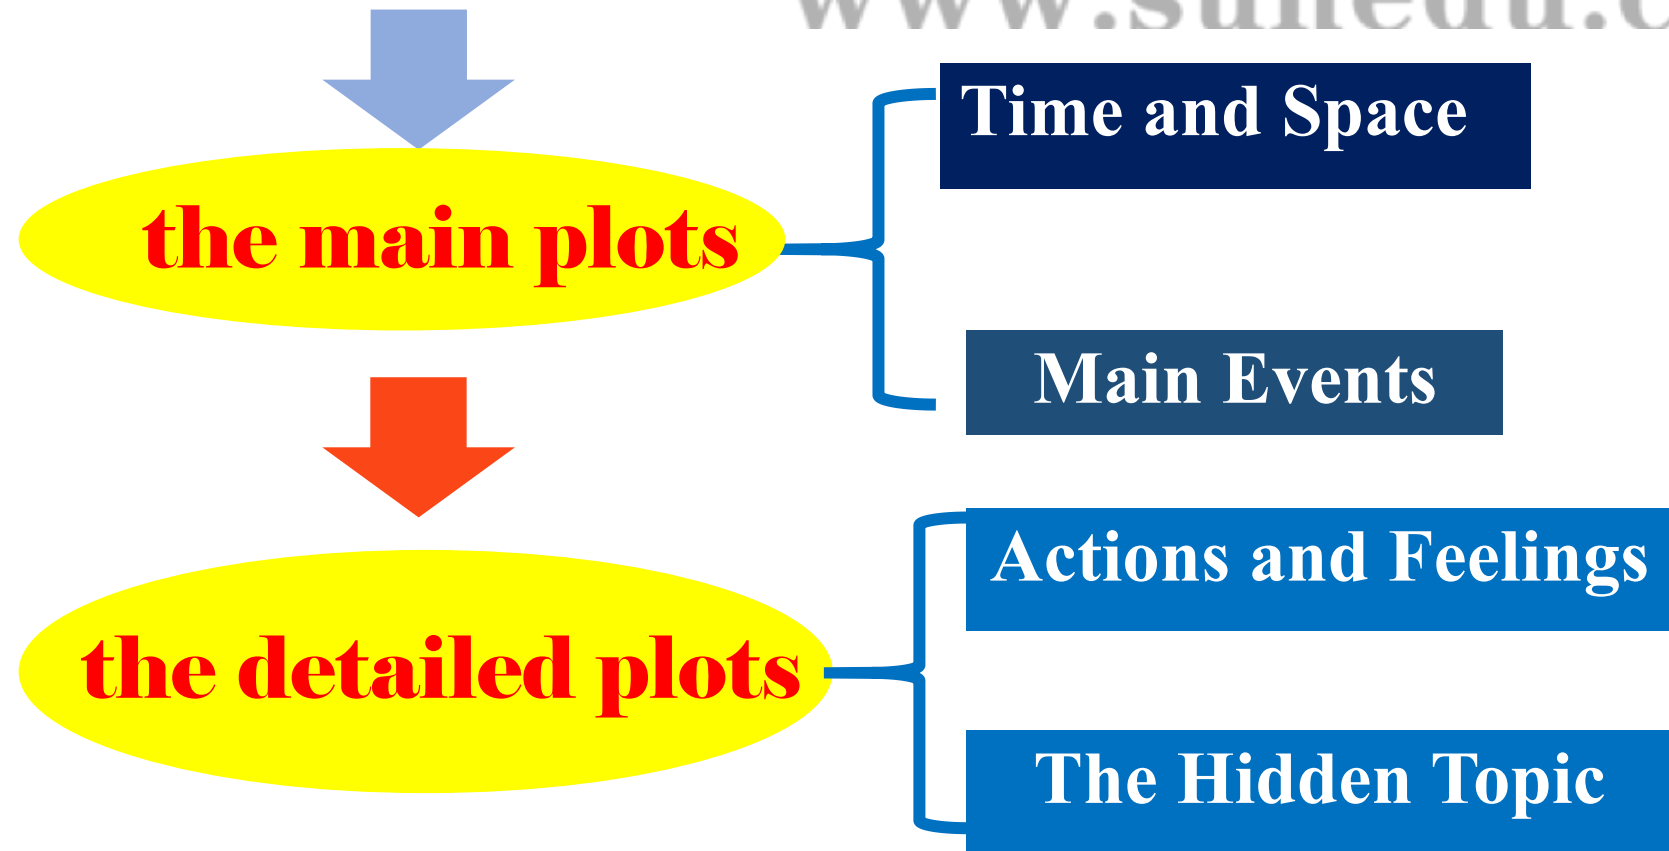 Time and Space
the main plots
Main Events
Actions and Feelings
the detailed plots
The Hidden Topic